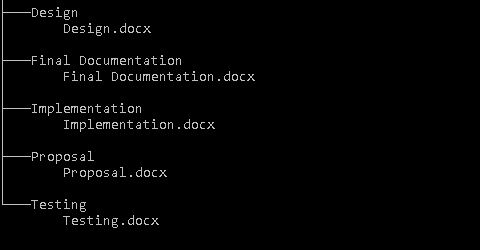 Design
Design.docx
Final Documentation
Final Documentation.docx
Implementation
Implementation.docx
Proposal
Proposal.docx
Testing
Testing.docx